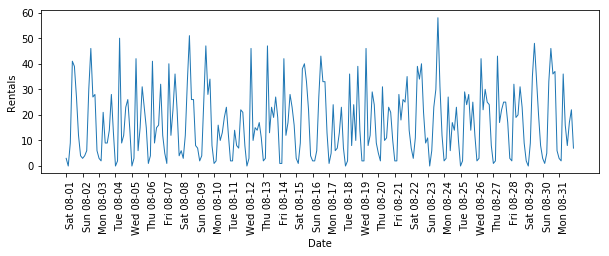 60
50
40
30
20
10
0
Rentals
Sat 08-01
Sun 08-02
Mon 08-03
Tue 08-04
Wed 08-05
Thu 08-06
Fri 08-07
Sat 08-08
Sun 08-09
Mon 08-10
Tue 08-11
Wed 08-12
Thu 08-13
Fri 08-14
Sat 08-15
Sun 08-16
Mon 08-17
Tue 08-18
Wed 08-19
Thu 08-20
Fri 08-21
Sat 08-22
Sun 08-23
Mon 08-24
Tue 08-25
Wed 08-26
Thu 08-27
Fri 08-28
Sat 08-29
Sun 08-30
Mon 08-31
Date